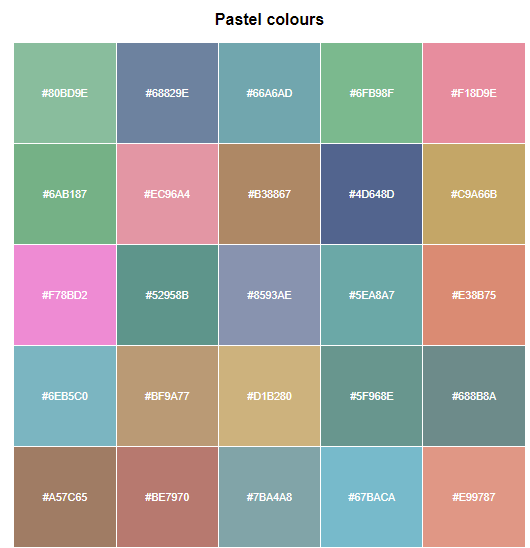 Pastel colours
#80BD9E #68829E #66A6AD #6FB98F #F18D9E
#6AB187 #EC96A4 #B38867 #4D648D #C9A66B
#F78BD2 #52958B #8593AE #5EA8A7 #E38B75
#6EB5C0 #BF9A77 #D1B280 #5F968E #688B8A
#A57C65 #BE7970 #7BA4A8 #67BACA #E99787